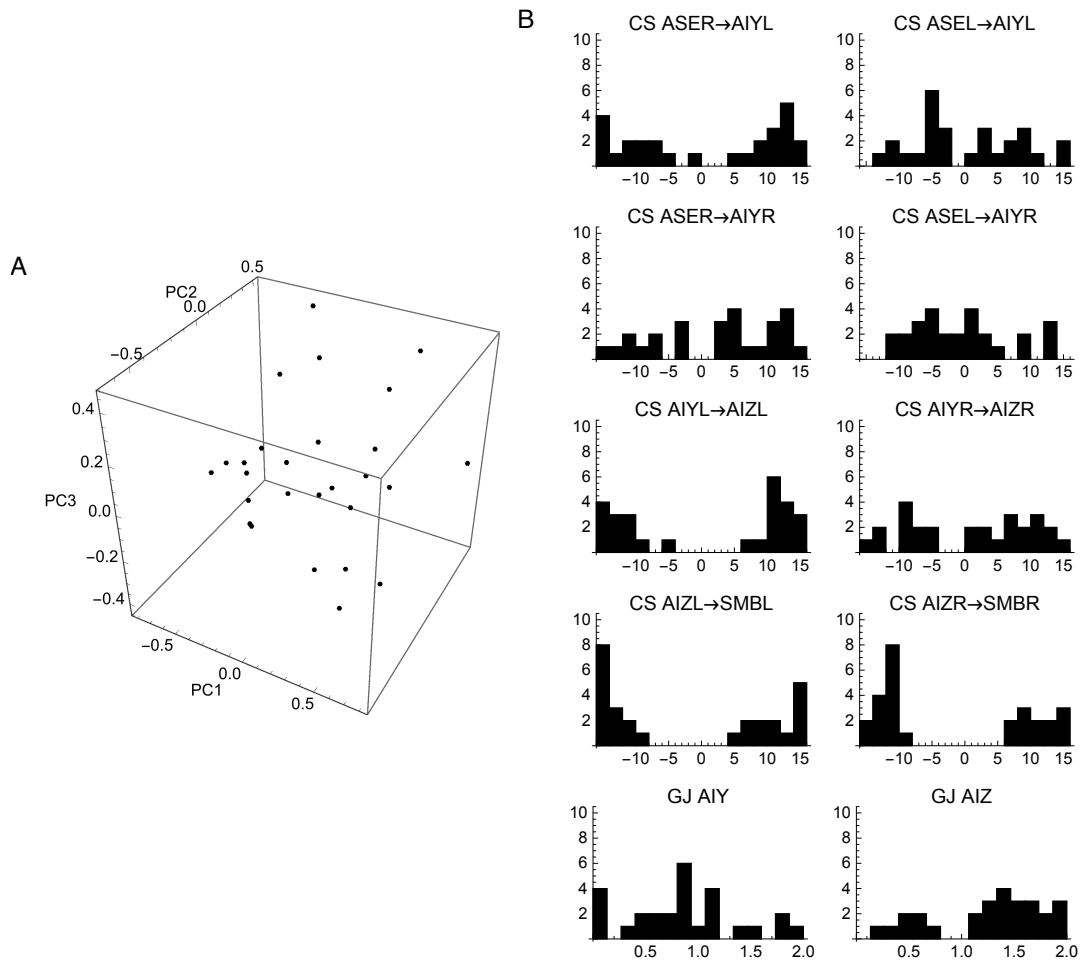 A
0.5
PC2
0.0
−0.5
0.4
0.2
PC3
0.0
−0.2
−0.4
−0.5
0.0
PC1
0.5
B
CS ASER→AIYL
10
8
6
4
2
−10 −5 0 5 10 15
CS ASEL→AIYL
10
8
6
4
2
−10 −5 0 5 10 15
CS ASER→AIYR
10
8
6
4
2
−10 −5 0 5 10 15
CS ASEL→AIYR
10
8
6
4
2
−10 −5 0 5 10 15
CS AIYL→AIZL
10
8
6
4
2
−10 −5 0 5 10 15
CS AIYR→AIZR
10
8
6
4
2
−10 −5 0 5 10 15
CS AIZL→SMBL
10
8
6
4
2
−10 −5 0 5 10 15
CS AIZR→SMBR
10
8
6
4
2
−10 −5 0 5 10 15
GJ AIY
10
8
6
4
2
0.5 1.0 1.5 2.0
GJ AIZ
10
8
6
4
2
0.5 1.0 1.5 2.0